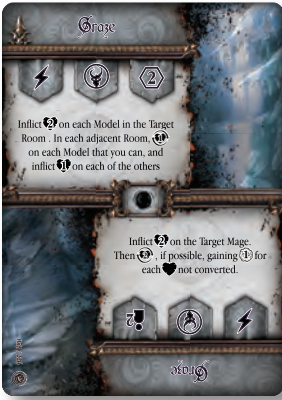 Graze
2
Inflict 2 on each Model in the Target
Room . In each adjacent Room, 1
on each Model that you can, and
inflict 1 on each of the others
Inflict 2 on the Target Mage.
Then 2 , if possible, gaining 1 for
each not converted.
2
Graze